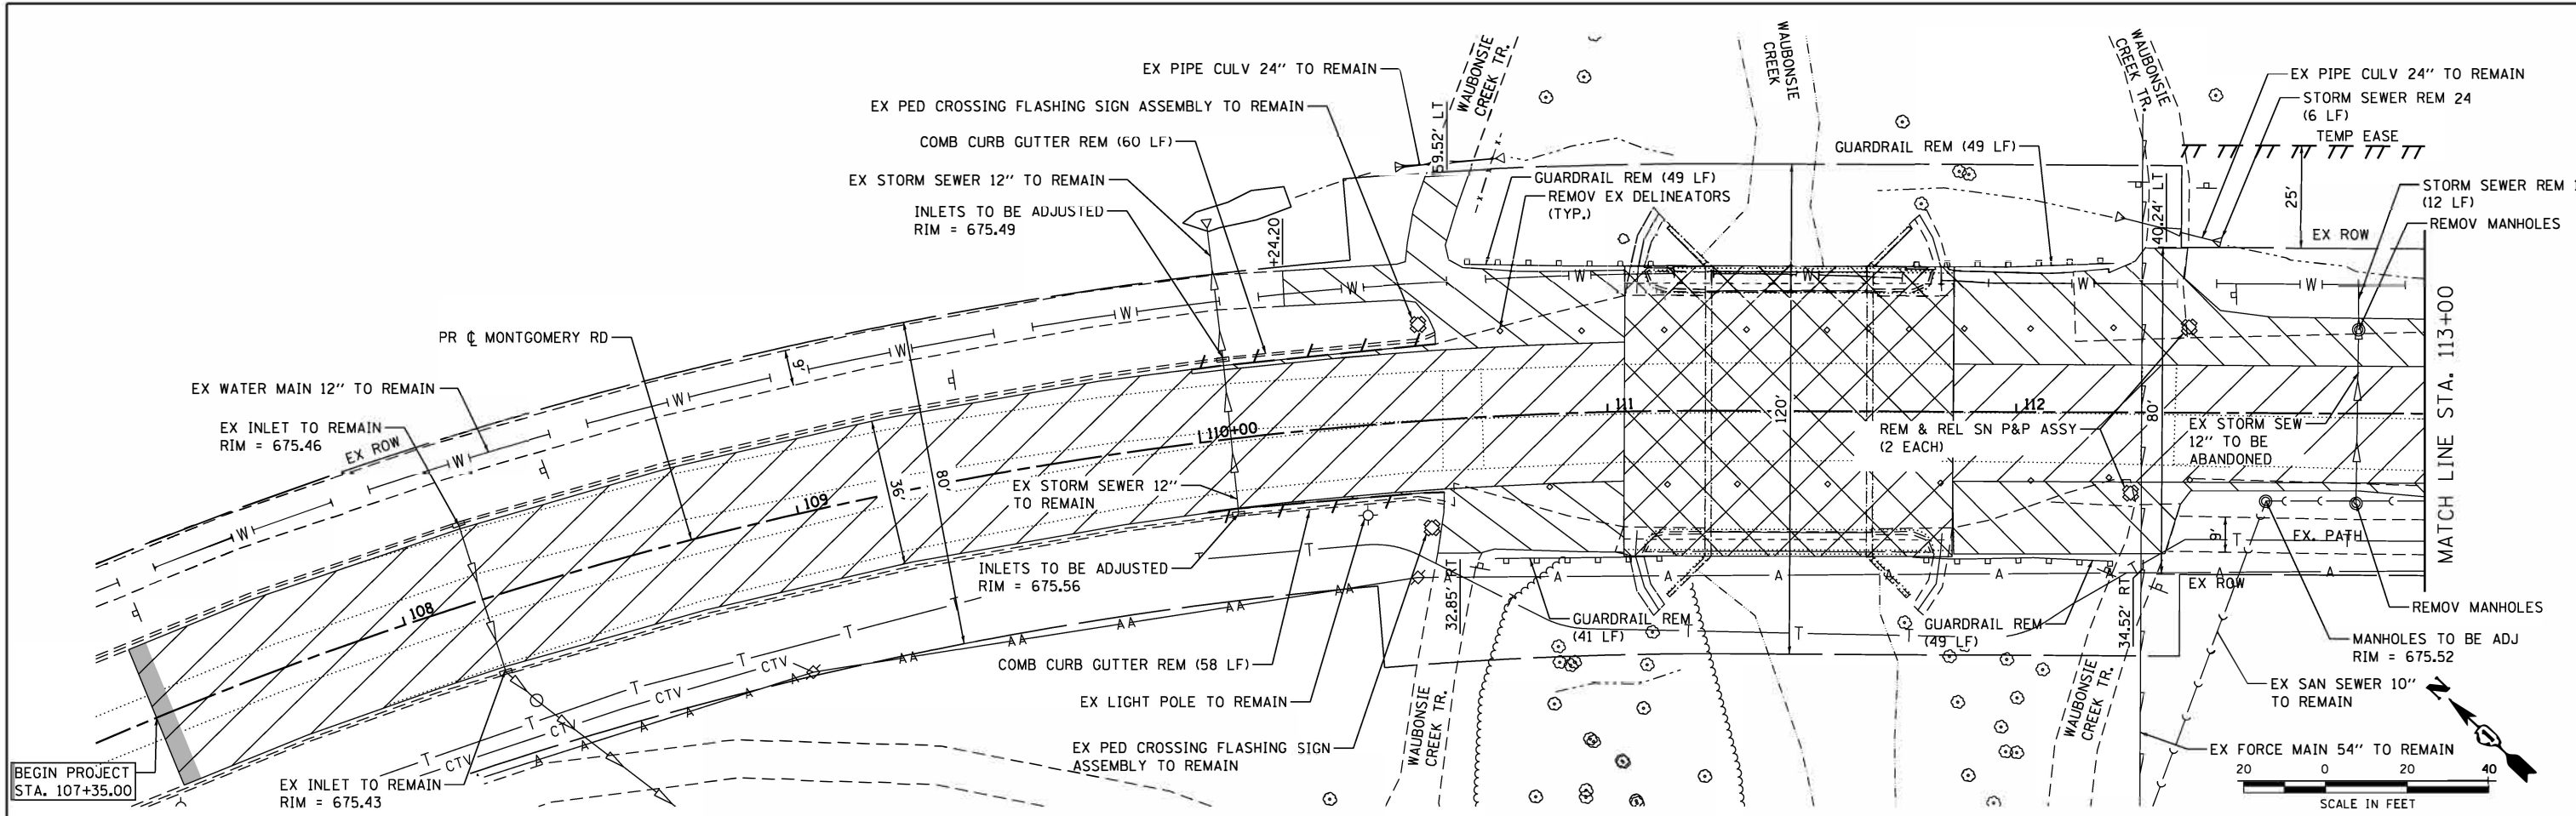 EX PIPE CULV 24" TO REMAIN
EX PED CROSSING FLASHING SIGN ASSEMBLY TO REMAIN
COMB CURB GUTTER REM (60 LF)
EX STORM SEWER 12" TO REMAIN
INLETS TO BE ADJUSTED
RIM = 675.49
PR ℄ MONTGOMERY RD
EX WATER MAIN 12" TO REMAIN
EX INLET TO REMAIN
RIM = 675.46
EX ROW
+24.20
59.52' LT
WAUBONSIE
CREEK TR.
WAUBONSIE
CREEK
WAUBONSIE
CREEK TR.
GUARDRAIL REM (49 LF)
REMOV EX DELINEATORS
(TYP.)
GUARDRAIL REM (49 LF)
40.24' LT
EX PIPE CULV 24" TO REMAIN
STORM SEWER REM 24
(6 LF)
TEMP EASE
25'
STORM SEWER REM
(12 LF)
REMOV MANHOLES
EX ROW
MATCH LINE STA. 113+00
W
W
W
W
W
W
W
W
W
W
W
9'
36'
80'
120'
80'
9'
108
109
110+00
111
112
EX STORM SEWER 12"
TO REMAIN
INLETS TO BE ADJUSTED
RIM = 675.56
REM & REL SN P&P ASSY
(2 EACH)
EX STORM SEW
12" TO BE
ABANDONED
EX. PATH
EX ROW
REMOV MANHOLES
MANHOLES TO BE ADJ
RIM = 675.52
EX SAN SEWER 10"
TO REMAIN
EX FORCE MAIN 54" TO REMAIN
GUARDRAIL REM
(41 LF)
GUARDRAIL REM
(49 LF)
32.85' RT
34.52' RT
WAUBONSIE
CREEK TR.
WAUBONSIE
CREEK TR.
COMB CURB GUTTER REM (58 LF)
EX LIGHT POLE TO REMAIN
EX PED CROSSING FLASHING SIGN
ASSEMBLY TO REMAIN
T
T
T
T
T
T
T
T
T
CTV
CTV
CTV
CTV
A
A
A
A
A
AA
AA
AA
AA
AA
A
A
A
A
A
A
A
A
BEGIN PROJECT
STA. 107+35.00
EX INLET TO REMAIN
RIM = 675.43
N
20 0 20 40
SCALE IN FEET